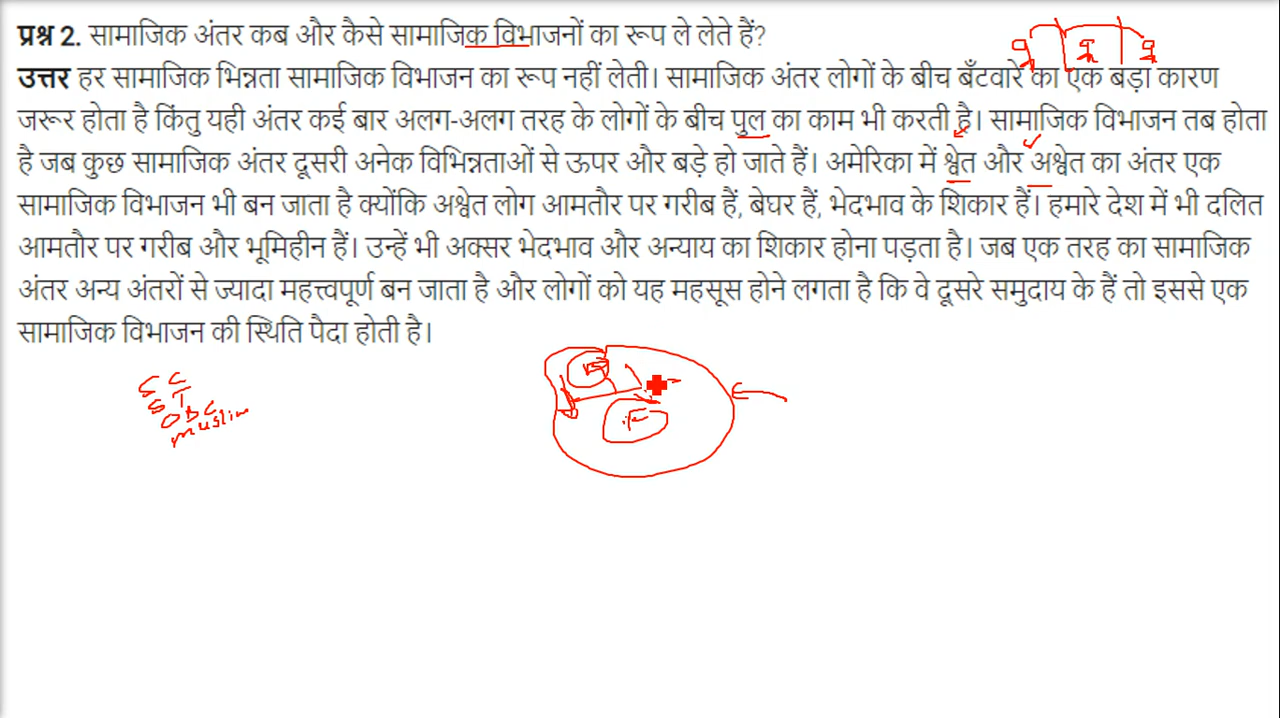 प्रश्न 2. सामाजिक अंतर कब और कैसे सामाजिक विभाजनों का रूप ले लेते हैं?
उत्तर हर सामाजिक भिन्नता सामाजिक विभाजन का रूप नहीं लेती। सामाजिक अंतर लोगों के बीच बँटवारे का एक बड़ा कारण
जरूर होता है किंतु यही अंतर कई बार अलग-अलग तरह के लोगों के बीच पुल का काम भी करती है। सामाजिक विभाजन तब होता
है जब कुछ सामाजिक अंतर दूसरी अनेक विभिन्नताओं से ऊपर और बड़े हो जाते हैं। अमेरिका में श्वेत और अश्वेत का अंतर एक
सामाजिक विभाजन भी बन जाता है क्योंकि अश्वेत लोग आमतौर पर गरीब हैं, बेघर हैं, भेदभाव के शिकार हैं। हमारे देश में भी दलित
आमतौर पर गरीब और भूमिहीन हैं। उन्हें भी अक्सर भेदभाव और अन्याय का शिकार होना पड़ता है। जब एक तरह का सामाजिक
अंतर अन्य अंतरों से ज्यादा महत्त्वपूर्ण बन जाता है और लोगों को यह महसूस होने लगता है कि वे दूसरे समुदाय के हैं तो इससे एक
सामाजिक विभाजन की स्थिति पैदा होती है।
SC
ST
OBC
muslim